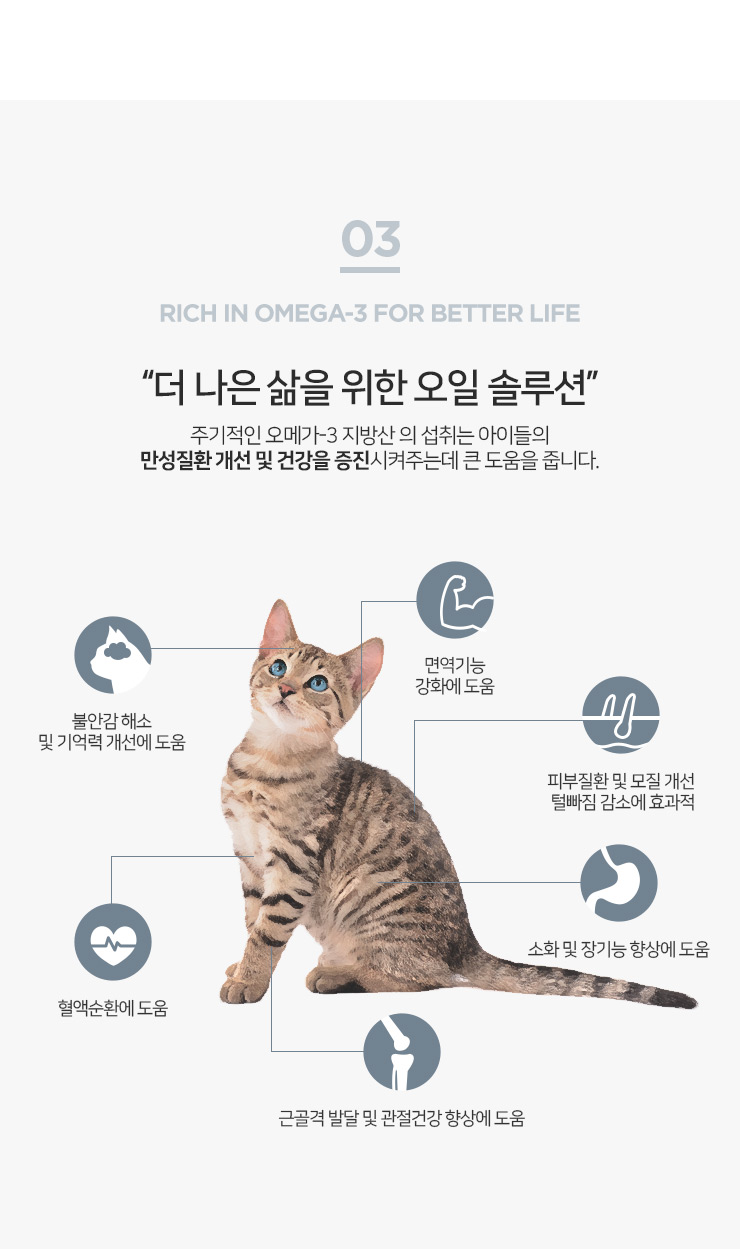 03
RICH IN OMEGA-3 FOR BETTER LIFE
“더 나은 삶을 위한 오일 솔루션”
주기적인 오메가-3 지방산 의 섭취는 아이들의
만성질환 개선 및 건강을 증진시켜주는데 큰 도움을 줍니다.
면역기능
강화에 도움
불안감 해소
및 기억력 개선에 도움
피부질환 및 모질 개선
털빠짐 감소에 효과적
소화 및 장기능 향상에 도움
혈액순환에 도움
근골격 발달 및 관절건강 향상에 도움